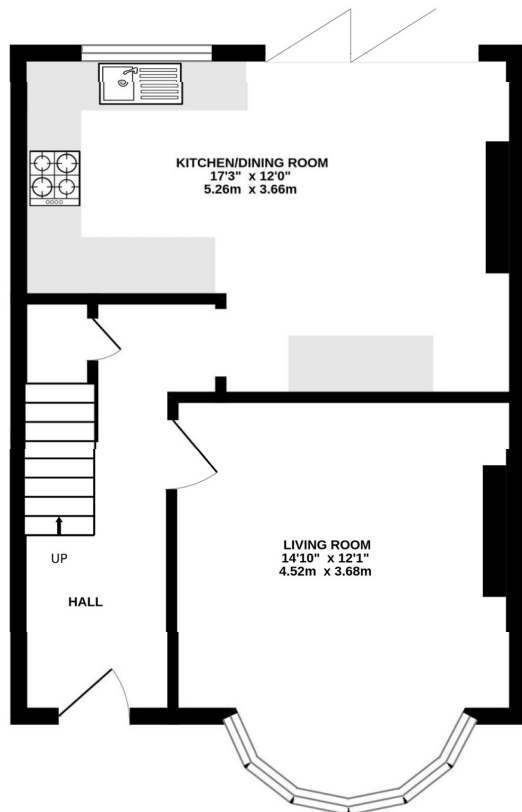 KITCHEN/DINING ROOM
17'3" x 12'0"
5.26m x 3.66m
LIVING ROOM
14'10" x 12'1"
4.52m x 3.68m
UP
HALL